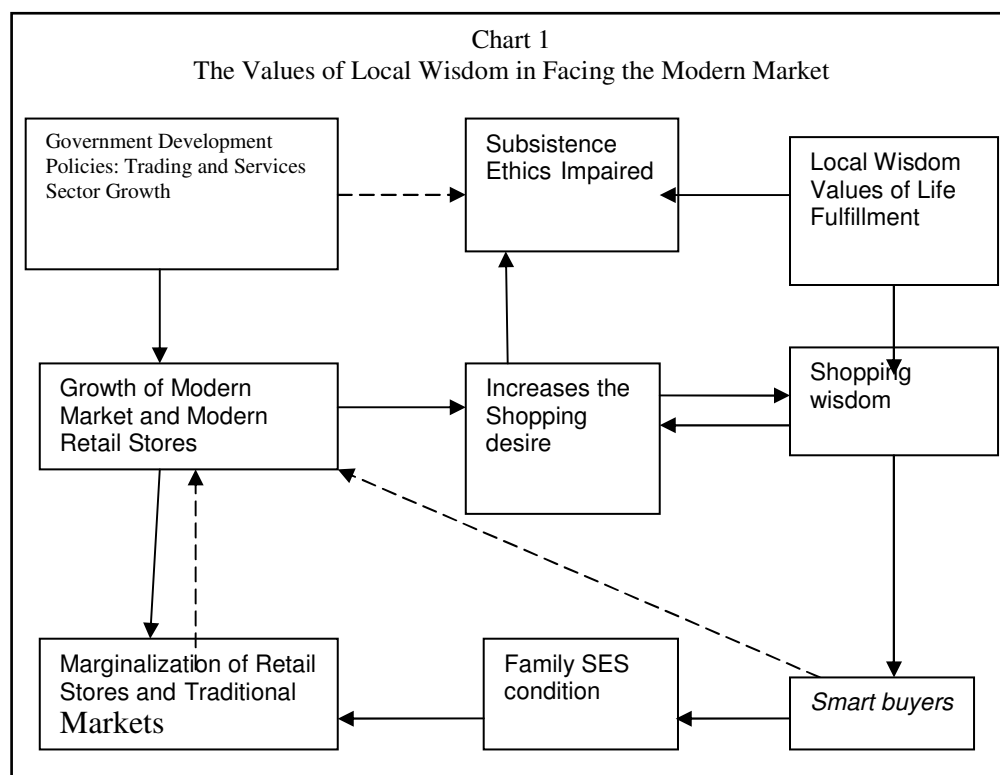 Chart 1
The Values of Local Wisdom in Facing the Modern Market
Government Development
Policies: Trading and Services
Sector Growth
Subsistence
Ethics Impaired
Local Wisdom
Values of Life
Fulfillment
Growth of Modern
Market and Modern
Retail Stores
Increases the
Shopping
desire
Shopping
wisdom
Marginalization of Retail
Stores and Traditional
Markets
Family SES
condition
Smart buyers